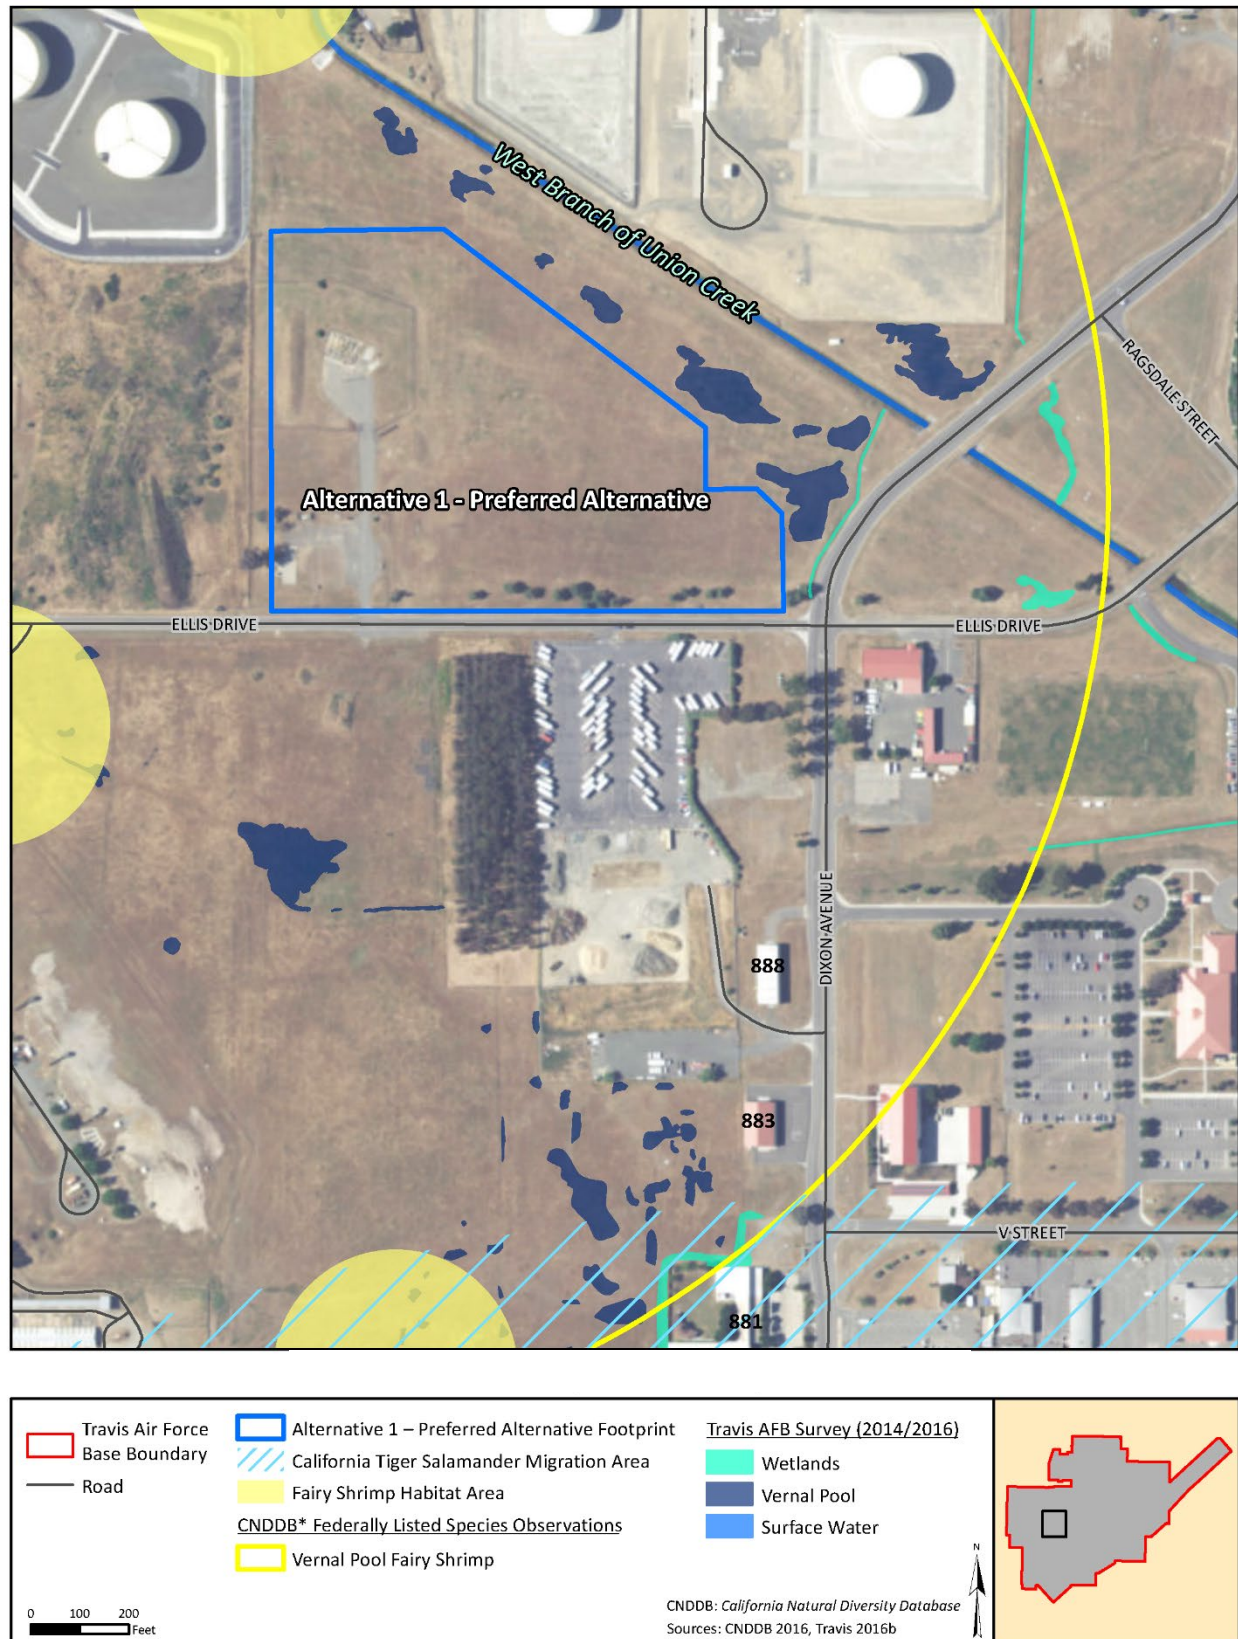 West Branch of Union Creek
RAGSDALE STREET
Alternative 1 - Preferred Alternative
ELLIS DRIVE
ELLIS DRIVE
DIXON AVENUE
888
883
V STREET
881
Travis Air Force
Base Boundary
Road
Alternative 1 – Preferred Alternative Footprint
California Tiger Salamander Migration Area
Fairy Shrimp Habitat Area
CNDDB* Federally Listed Species Observations
Vernal Pool Fairy Shrimp
Travis AFB Survey (2014/2016)
Wetlands
Vernal Pool
Surface Water
0 100 200
Feet
N
CNDDB: California Natural Diversity Database
Sources: CNDDB 2016, Travis 2016b